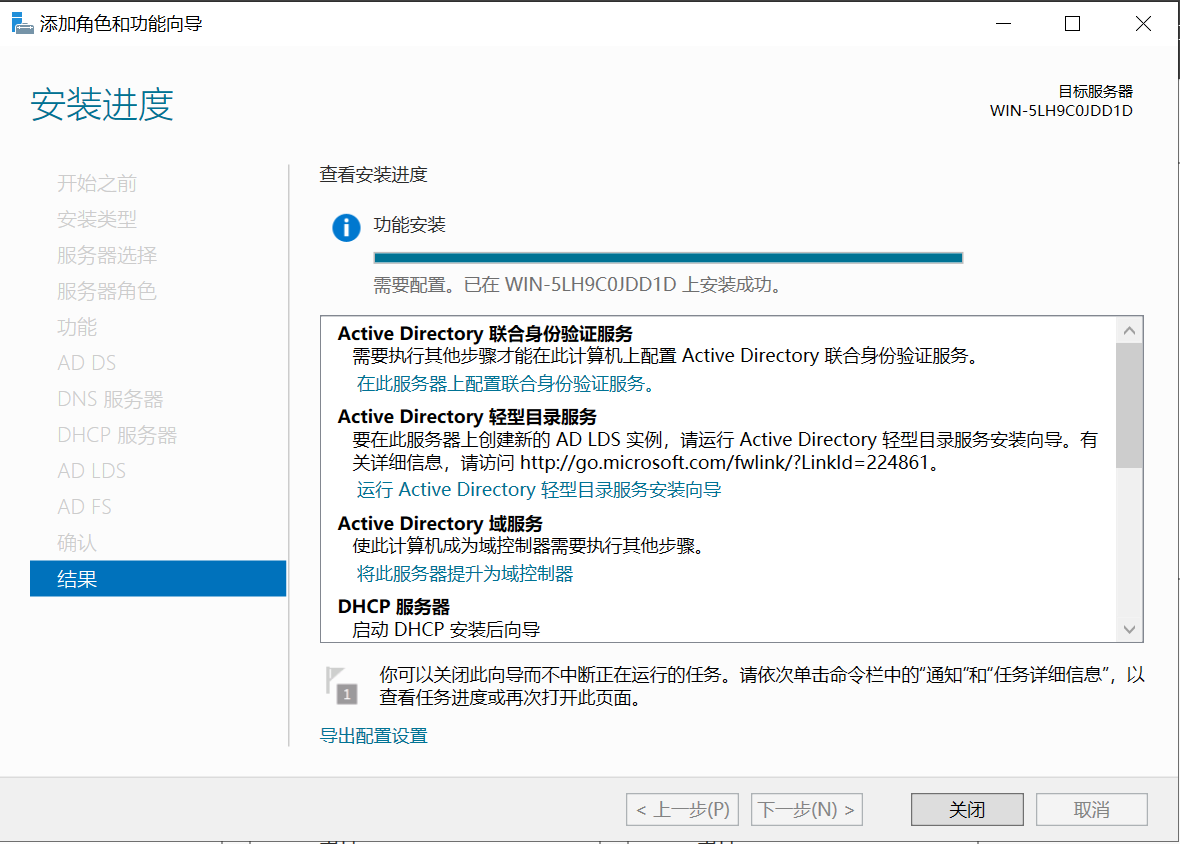 添加角色和功能向导
安装进度
目标服务器
WIN-5LH9C0JDD1D
开始之前
安装类型
服务器选择
服务器角色
功能
AD DS
DNS 服务器
DHCP 服务器
AD LDS
AD FS
确认
结果
查看安装进度
功能安装
需要配置。已在 WIN-5LH9C0JDD1D 上安装成功。
Active Directory 联合身份验证服务
需要执行其他步骤才能在此计算机上配置 Active Directory 联合身份验证服务。
在此服务器上配置联合身份验证服务。
Active Directory 轻型目录服务
要在此服务器上创建新的 AD LDS 实例，请运行 Active Directory 轻型目录服务安装向导。有
关详细信息，请访问 http://go.microsoft.com/fwlink/?LinkId=224861。
运行 Active Directory 轻型目录服务安装向导
Active Directory 域服务
使此计算机成为域控制器需要执行其他步骤。
将此服务器提升为域控制器
DHCP 服务器
启动 DHCP 安装后向导
1
你可以关闭此向导而不中断正在运行的任务。请依次单击命令栏中的“通知”和“任务详细信息”，以
查看任务进度或再次打开此页面。
导出配置设置
< 上一步(P)
下一步(N) >
关闭
取消